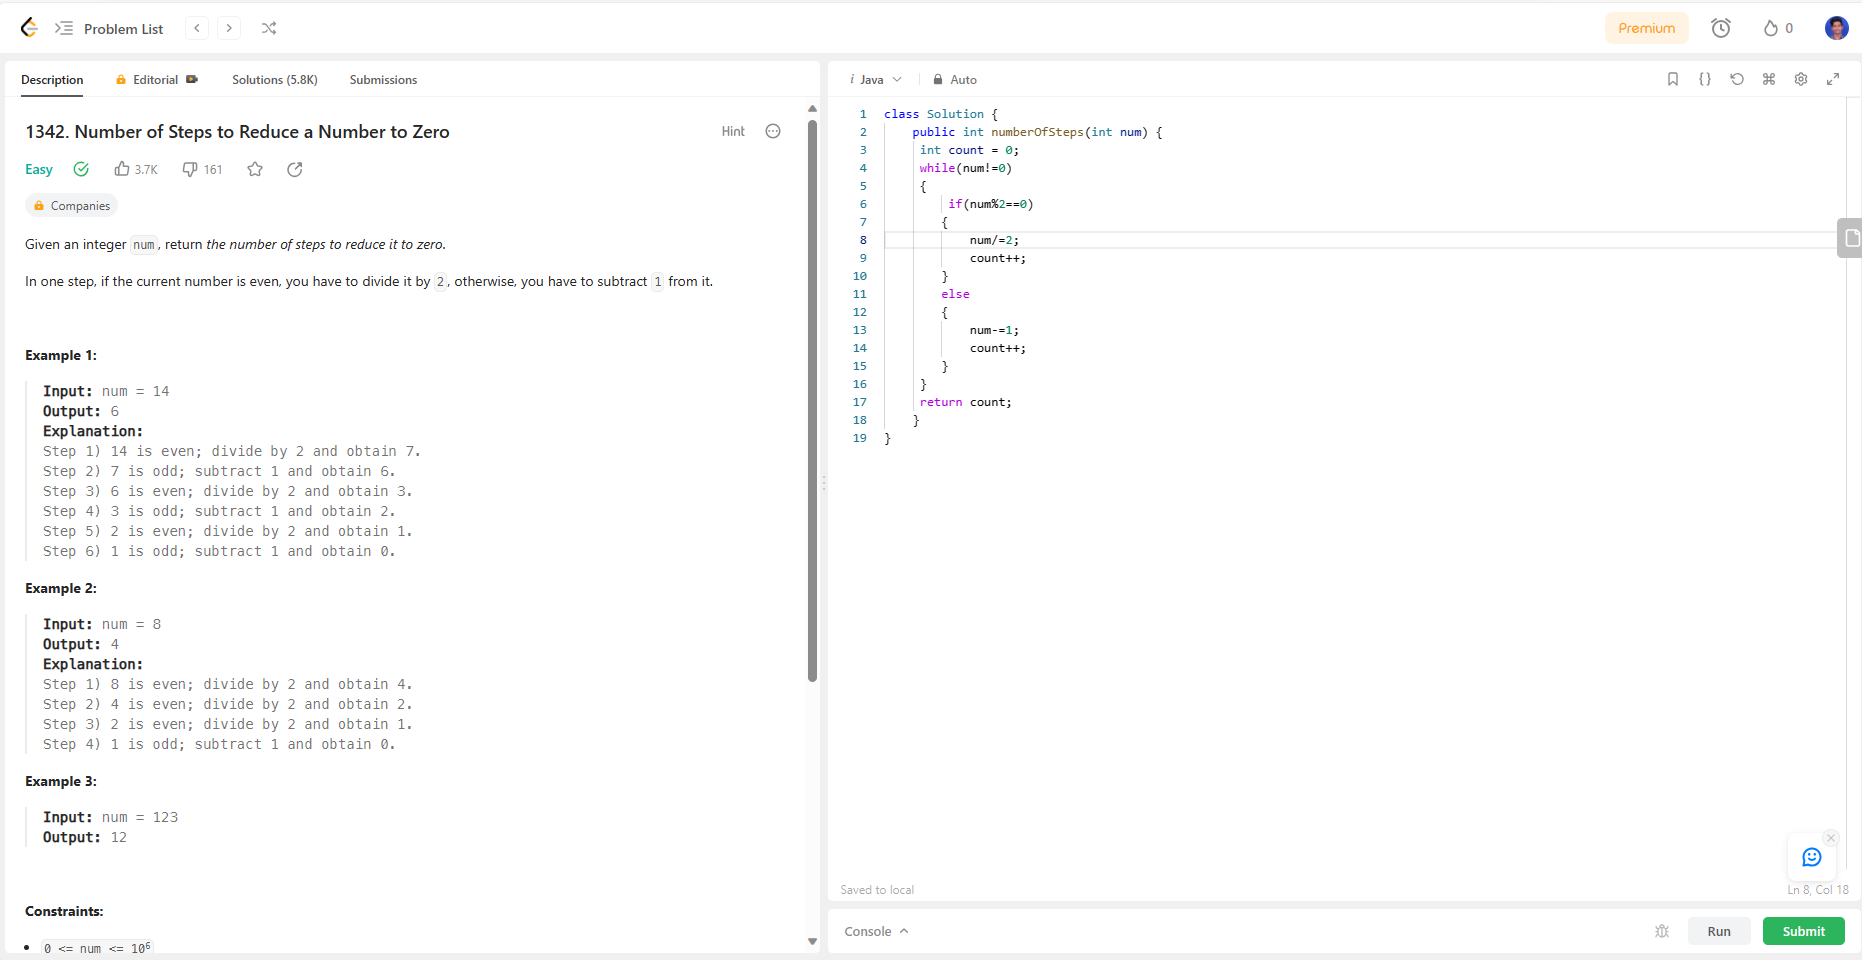 Problem List
Premium
0
Description
Editorial
Solutions (5.8K)
Submissions
1342. Number of Steps to Reduce a Number to Zero
Hint
Easy
3.7K
161
Companies
Given an integer num, return the number of steps to reduce it to zero.
In one step, if the current number is even, you have to divide it by 2, otherwise, you have to subtract 1 from it.
Example 1:
Input: num = 14
Output: 6
Explanation:
Step 1) 14 is even; divide by 2 and obtain 7.
Step 2) 7 is odd; subtract 1 and obtain 6.
Step 3) 6 is even; divide by 2 and obtain 3.
Step 4) 3 is odd; subtract 1 and obtain 2.
Step 5) 2 is even; divide by 2 and obtain 1.
Step 6) 1 is odd; subtract 1 and obtain 0.
Example 2:
Input: num = 8
Output: 4
Explanation:
Step 1) 8 is even; divide by 2 and obtain 4.
Step 2) 4 is even; divide by 2 and obtain 2.
Step 3) 2 is even; divide by 2 and obtain 1.
Step 4) 1 is odd; subtract 1 and obtain 0.
Example 3:
Input: num = 123
Output: 12
Constraints:
• 0 <= num <= 10⁶
i Java
Auto
1 class Solution {
2 public int numberOfSteps(int num) {
3 int count = 0;
4 while(num!=0)
5 {
6 if(num%2==0)
7 {
8 num/=2;
9 count++;
10 }
11 else
12 {
13 num-=1;
14 count++;
15 }
16 }
17 return count;
18 }
19 }
Saved to local
Ln 8, Col 18
Console
Run
Submit